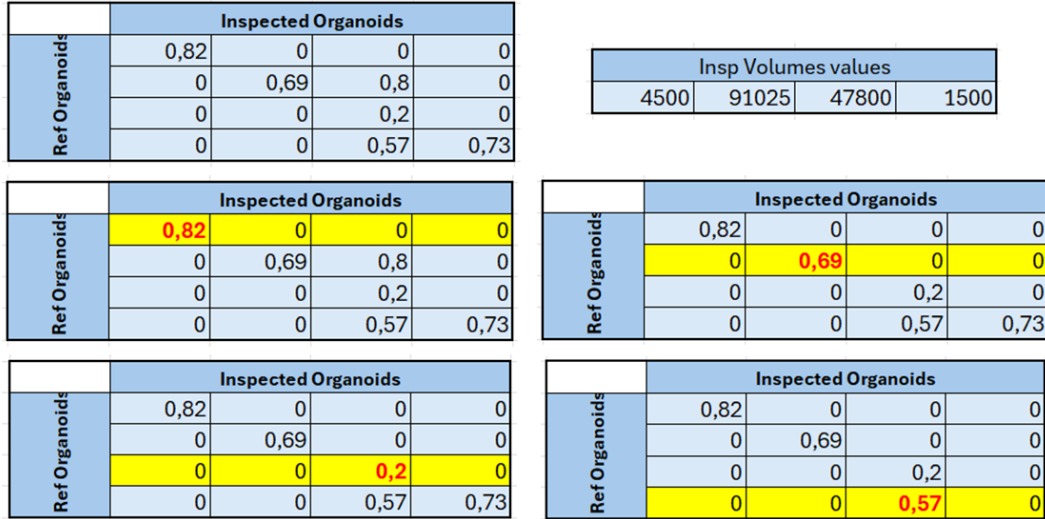 Inspected Organoids
Ref Organoids
0,82 0 0 0
0 0,69 0,8 0
0 0 0,2 0
0 0 0,57 0,73
Insp Volumes values
4500 91025 47800 1500
Inspected Organoids
Ref Organoids
0,82 0 0 0
0 0,69 0,8 0
0 0 0,2 0
0 0 0,57 0,73
Inspected Organoids
Ref Organoids
0,82 0 0 0
0 0,69 0 0
0 0 0,2 0
0 0 0,57 0,73
Inspected Organoids
Ref Organoids
0,82 0 0 0
0 0,69 0 0
0 0 0,2 0
0 0 0,57 0,73
Inspected Organoids
Ref Organoids
0,82 0 0 0
0 0,69 0 0
0 0 0,2 0
0 0 0,57 0